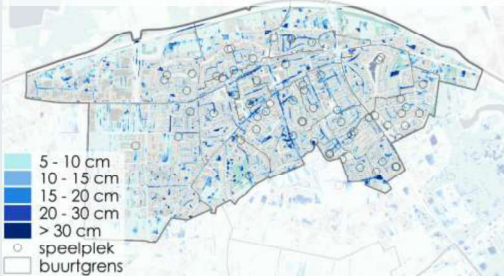 5 - 10 cm
10 - 15 cm
15 - 20 cm
20 - 30 cm
> 30 cm
speelplek
buurtgrens